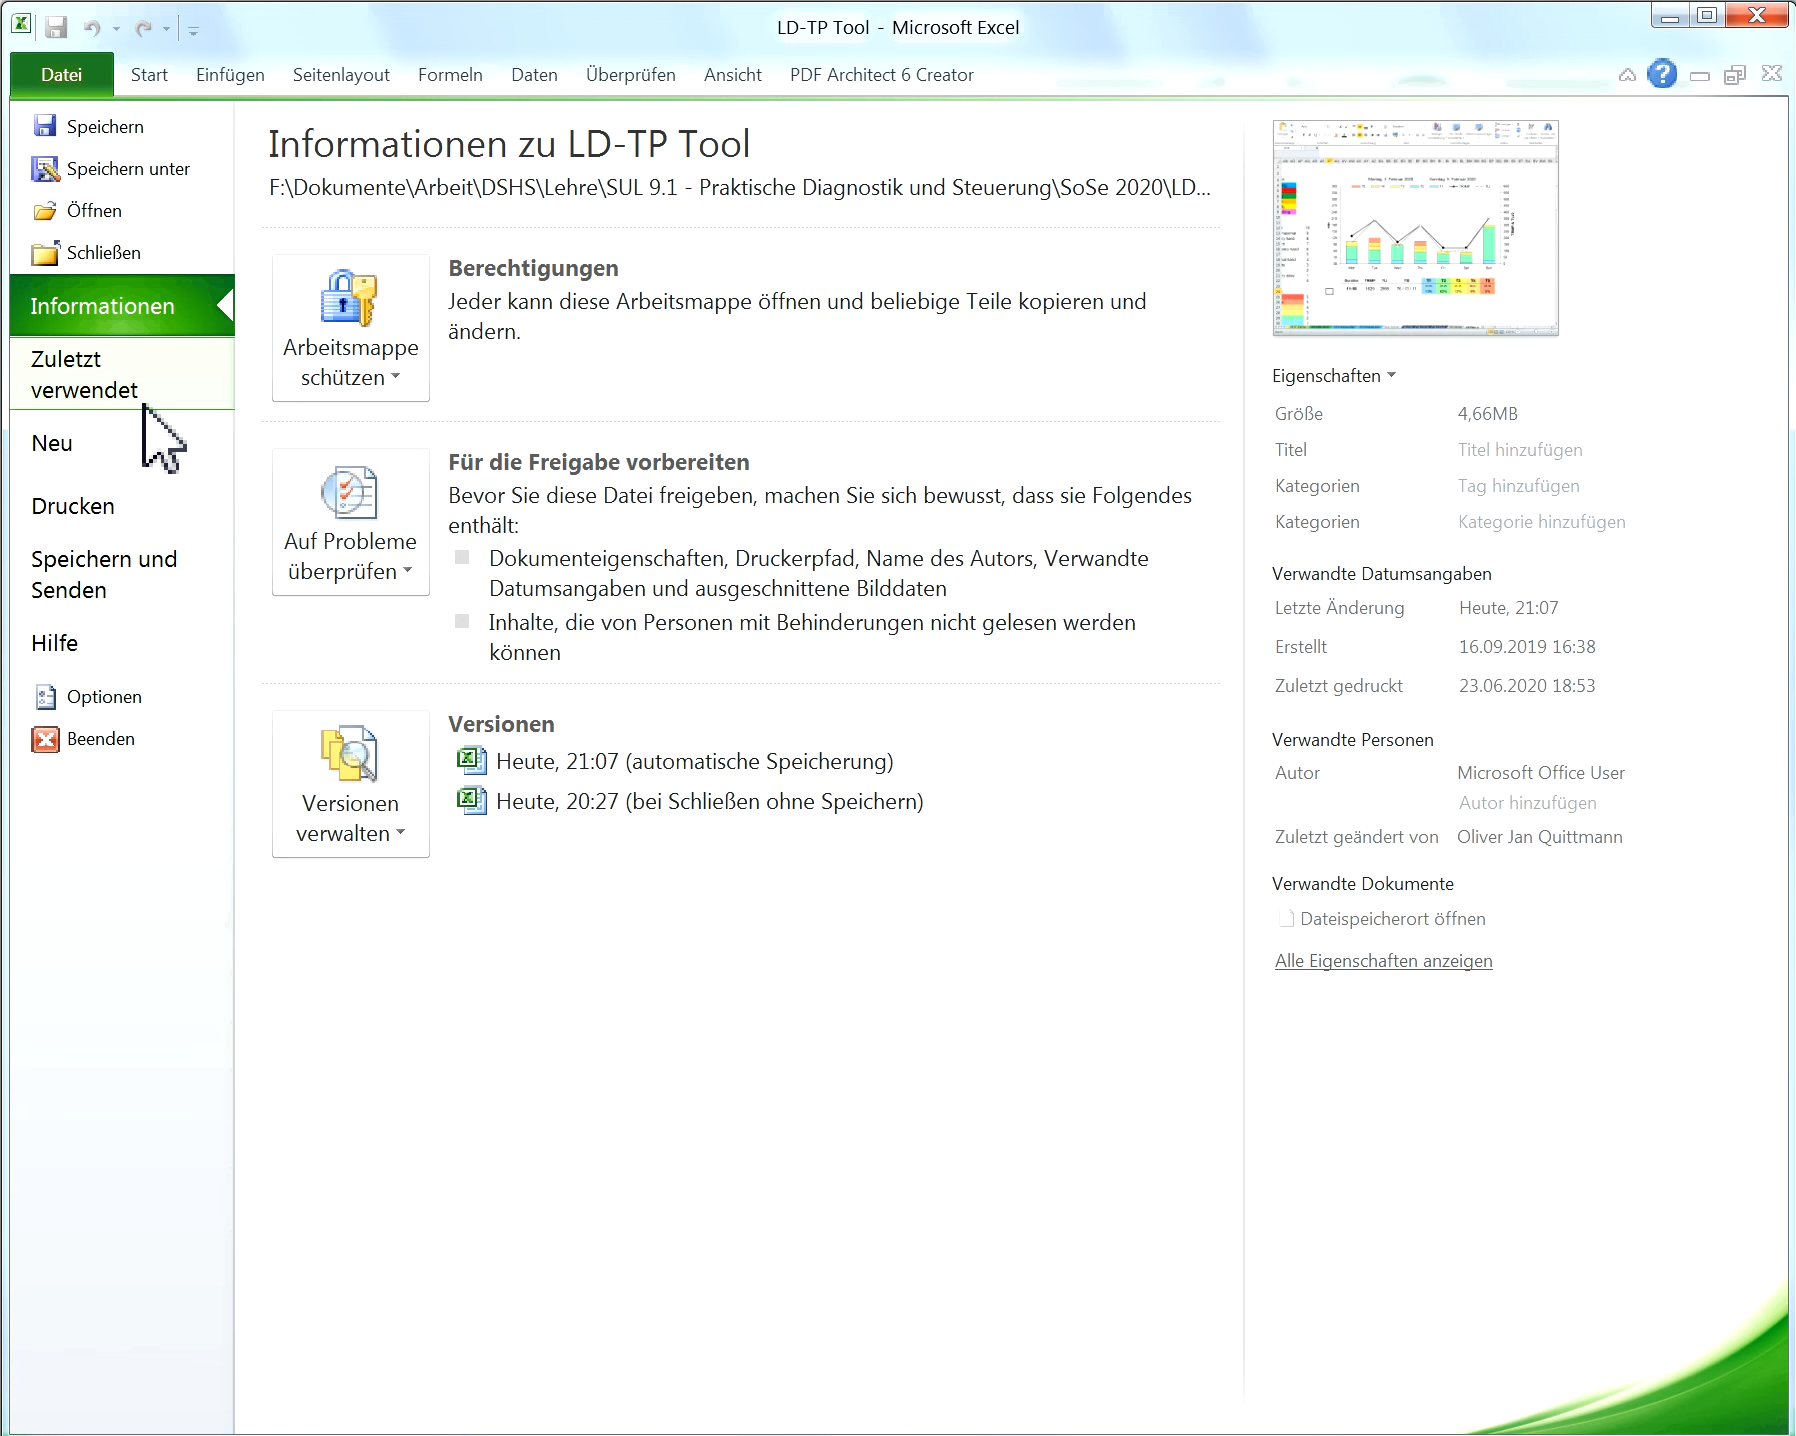 LD-TP Tool - Microsoft Excel
Datei Start Einfügen Seitenlayout Formeln Daten Überprüfen Ansicht PDF Architect 6 Creator
Speichern
Speichern unter
Öffnen
Schließen
Informationen
Zuletzt
verwendet
Neu
Drucken
Speichern und
Senden
Hilfe
Optionen
Beenden
Informationen zu LD-TP Tool
F:\Dokumente\Arbeit\DSHS\Lehre\SUL 9.1 - Praktische Diagnostik und Steuerung\SoSe 2020\LD...
Arbeitsmappe
schützen
Berechtigungen
Jeder kann diese Arbeitsmappe öffnen und beliebige Teile kopieren und
ändern.
Auf Probleme
überprüfen
Für die Freigabe vorbereiten
Bevor Sie diese Datei freigeben, machen Sie sich bewusst, dass sie Folgendes
enthält:
Dokumenteigenschaften, Druckerpfad, Name des Autors, Verwandte
Datumsangaben und ausgeschnittene Bilddaten
Inhalte, die von Personen mit Behinderungen nicht gelesen werden
können
Versionen
verwalten
Versionen
Heute, 21:07 (automatische Speicherung)
Heute, 20:27 (bei Schließen ohne Speichern)
Eigenschaften
Größe 4,66MB
Titel Titel hinzufügen
Kategorien Tag hinzufügen
Kategorien Kategorie hinzufügen
Verwandte Datumsangaben
Letzte Änderung Heute, 21:07
Erstellt 16.09.2019 16:38
Zuletzt gedruckt 23.06.2020 18:53
Verwandte Personen
Autor Microsoft Office User
Autor hinzufügen
Zuletzt geändert von Oliver Jan Quittmann
Verwandte Dokumente
Dateispeicherort öffnen
Alle Eigenschaften anzeigen